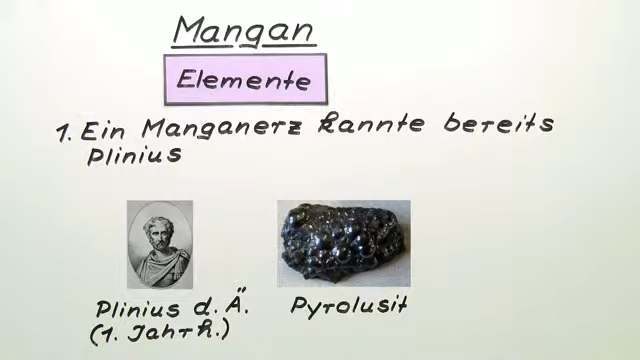 Mangan
Elemente
1. Ein Manganerz kannte bereits
Plinius
Plinius d. Ä.
(1. Jahrh.)
Pyrolusit